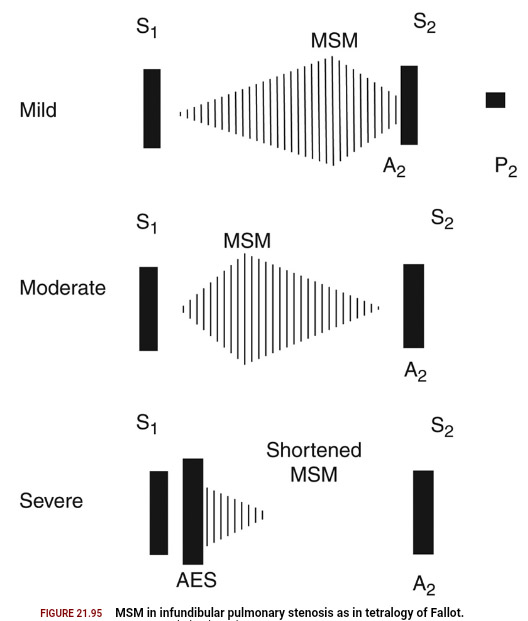 S1 S2
MSM
Mild
A2 P2
S1 S2
MSM
Moderate
A2
S1 S2
Shortened
MSM
Severe
AES A2
FIGURE 21.95 MSM in infundibular pulmonary stenosis as in tetralogy of Fallot.